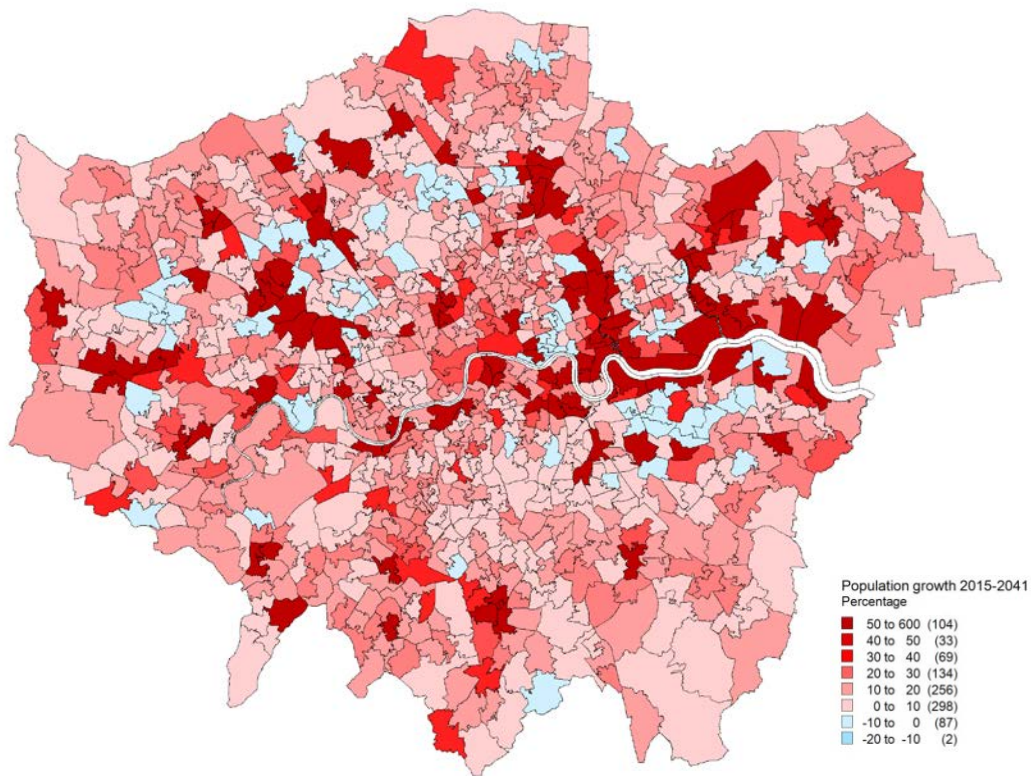 Population growth 2015-2041
Percentage
50 to 600 (104)
40 to 50 (33)
30 to 40 (69)
20 to 30 (134)
10 to 20 (256)
0 to 10 (298)
-10 to 0 (87)
-20 to -10 (2)